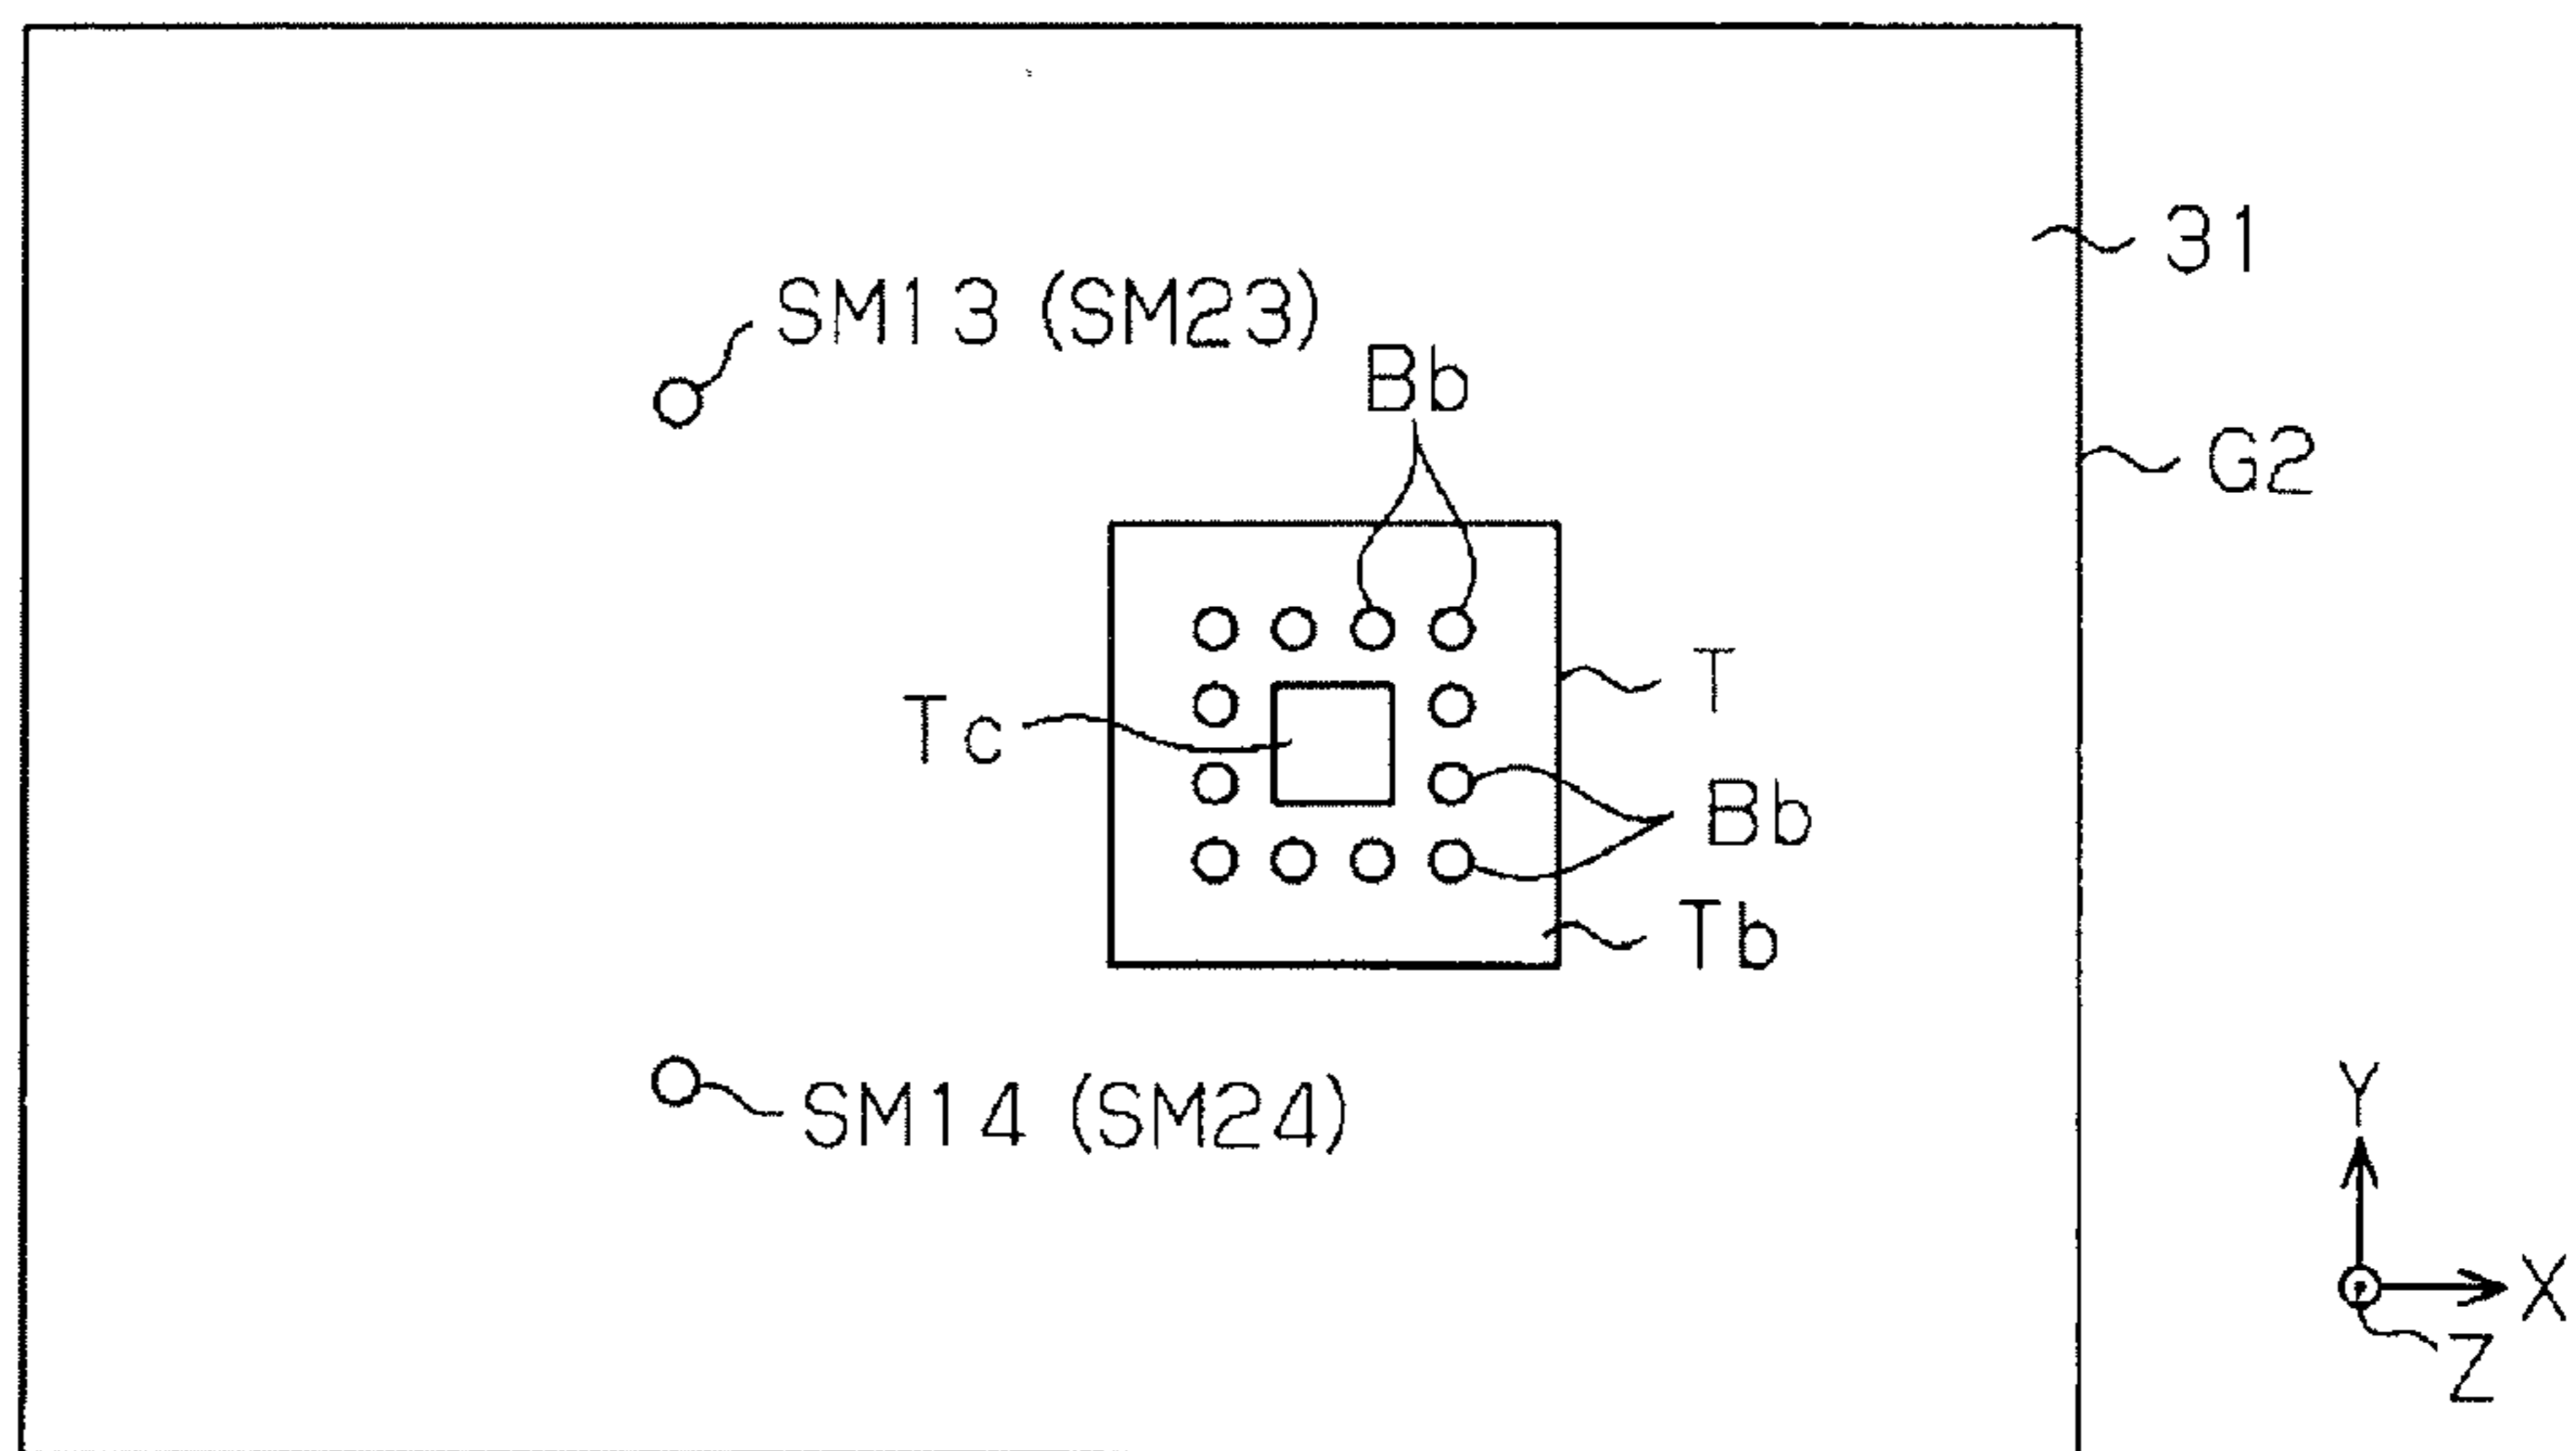 31
SM13 (SM23)
Bb
G2
T
Tc
Bb
Tb
SM14 (SM24)
Y
X
Z